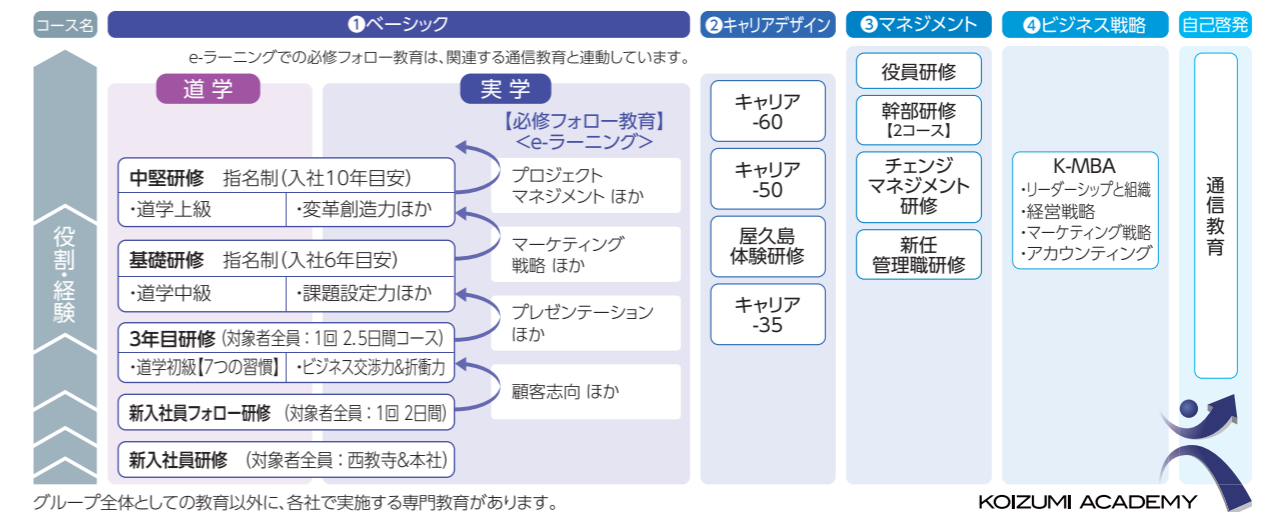 コース名
❶ベーシック
❷キャリアデザイン
❸マネジメント
❹ビジネス戦略
自己啓発
役割・経験
e-ラーニングでの必修フォロー教育は、関連する通信教育と連動しています。
道学
実学
【必修フォロー教育】
<e-ラーニング>
中堅研修 指名制(入社10年目安)
・道学上級
・変革創造力ほか
基礎研修 指名制(入社6年目安)
・道学中級
・課題設定力ほか
3年目研修(対象者全員:1回 2.5日間コース)
・道学初級【7つの習慣】
・ビジネス交渉力&折衝力
新入社員フォロー研修 (対象者全員:1回 2日間)
新入社員研修 (対象者全員:西教寺&本社)
プロジェクト
マネジメント ほか
マーケティング
戦略 ほか
プレゼンテーション
ほか
顧客志向 ほか
キャリア
-60
キャリア
-50
屋久島
体験研修
キャリア
-35
役員研修
幹部研修
【2コース】
チェンジ
マネジメント
研修
新任
管理職研修
K-MBA
・リーダーシップと組織
・経営戦略
・マーケティング戦略
・アカウンティング
通信教育
グループ全体としての教育以外に、各社で実施する専門教育があります。
KOIZUMI ACADEMY